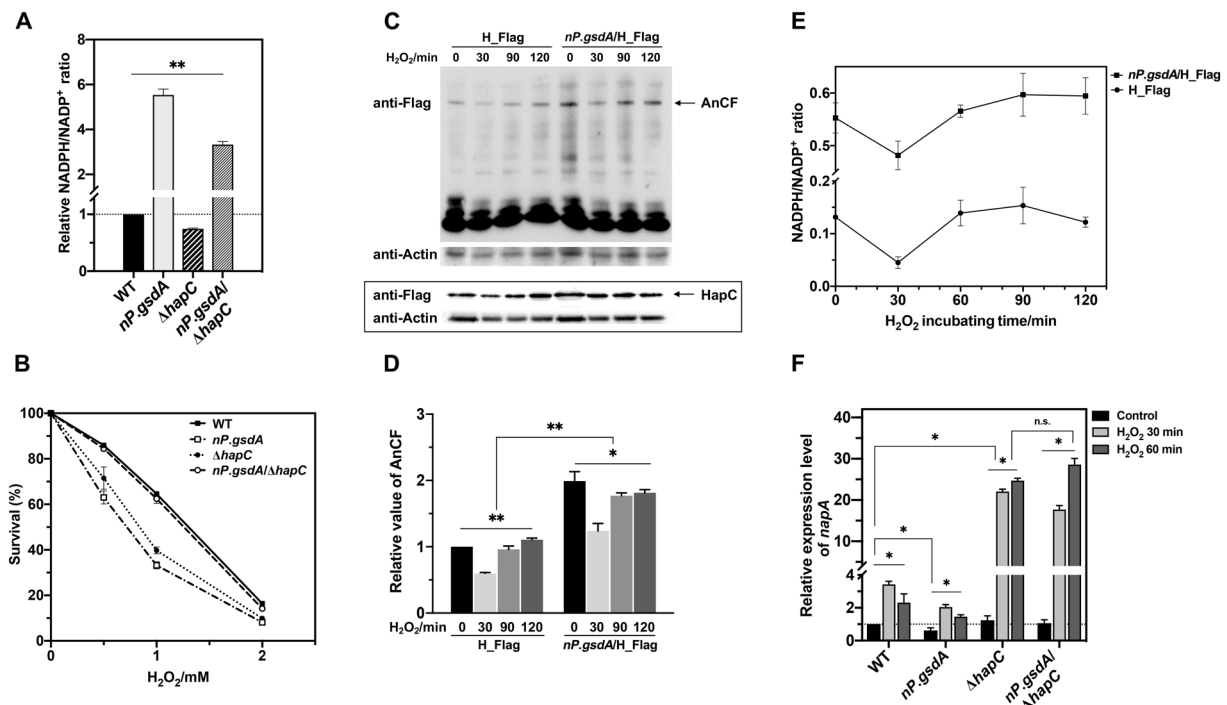 A
Relative NADPH/NADP⁺ ratio
8
6
4
2
1
0
**
WT
nP.gsdA
ΔhapC
nP.gsdA/
ΔhapC
B
Survival (%)
100
80
60
40
20
0
0 1 2
H₂O₂/mM
WT
nP.gsdA
ΔhapC
nP.gsdA/ΔhapC
C
H_Flag nP.gsdA/H_Flag
H₂O₂/min 0 30 90 120 0 30 90 120
anti-Flag AnCF
anti-Actin
anti-Flag HapC
anti-Actin
D
Relative value of AnCF
3
2
1
0
**
**
*
H₂O₂/min 0 30 90 120 0 30 90 120
H_Flag nP.gsdA/H_Flag
E
nP.gsdA/H_Flag
H_Flag
NADPH/NADP⁺ ratio
0.6
0.5
0.2
0.1
0.0
0 30 60 90 120
H₂O₂ incubating time/min
F
Control
H₂O₂ 30 min
H₂O₂ 60 min
Relative expression level
of napA
40
30
20
10
4
2
0
*
*
*
*
*
n.s.
*
WT
nP.gsdA
ΔhapC
nP.gsdA/
ΔhapC